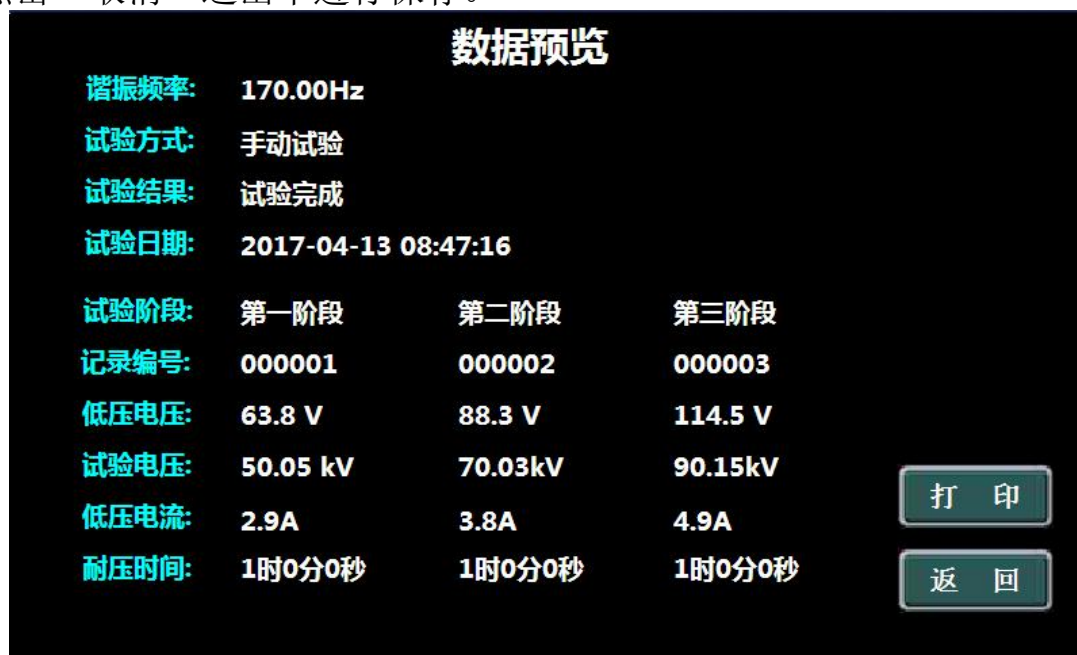 数据预览
谐振频率: 170.00Hz
试验方式: 手动试验
试验结果: 试验完成
试验日期: 2017-04-13 08:47:16
试验阶段: 第一阶段 第二阶段 第三阶段
记录编号: 000001 000002 000003
低压电压: 63.8 V 88.3 V 114.5 V
试验电压: 50.05 kV 70.03kV 90.15kV
低压电流: 2.9A 3.8A 4.9A
耐压时间: 1时0分0秒 1时0分0秒 1时0分0秒
打 印
返 回